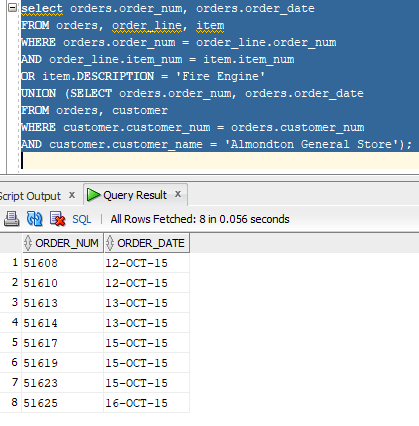 select orders.order_num, orders.order_date
FROM orders, order_line, item
WHERE orders.order_num = order_line.order_num
AND order_line.item_num = item.item_num
OR item.DESCRIPTION = 'Fire Engine'
UNION (SELECT orders.order_num, orders.order_date
FROM orders, customer
WHERE customer.customer_num = orders.customer_num
AND customer.customer_name = 'Almondton General Store');
Script Output x Query Result x
SQL | All Rows Fetched: 8 in 0.056 seconds
ORDER_NUM ORDER_DATE
1 51608 12-OCT-15
2 51610 12-OCT-15
3 51613 13-OCT-15
4 51614 13-OCT-15
5 51617 15-OCT-15
6 51619 15-OCT-15
7 51623 15-OCT-15
8 51625 16-OCT-15